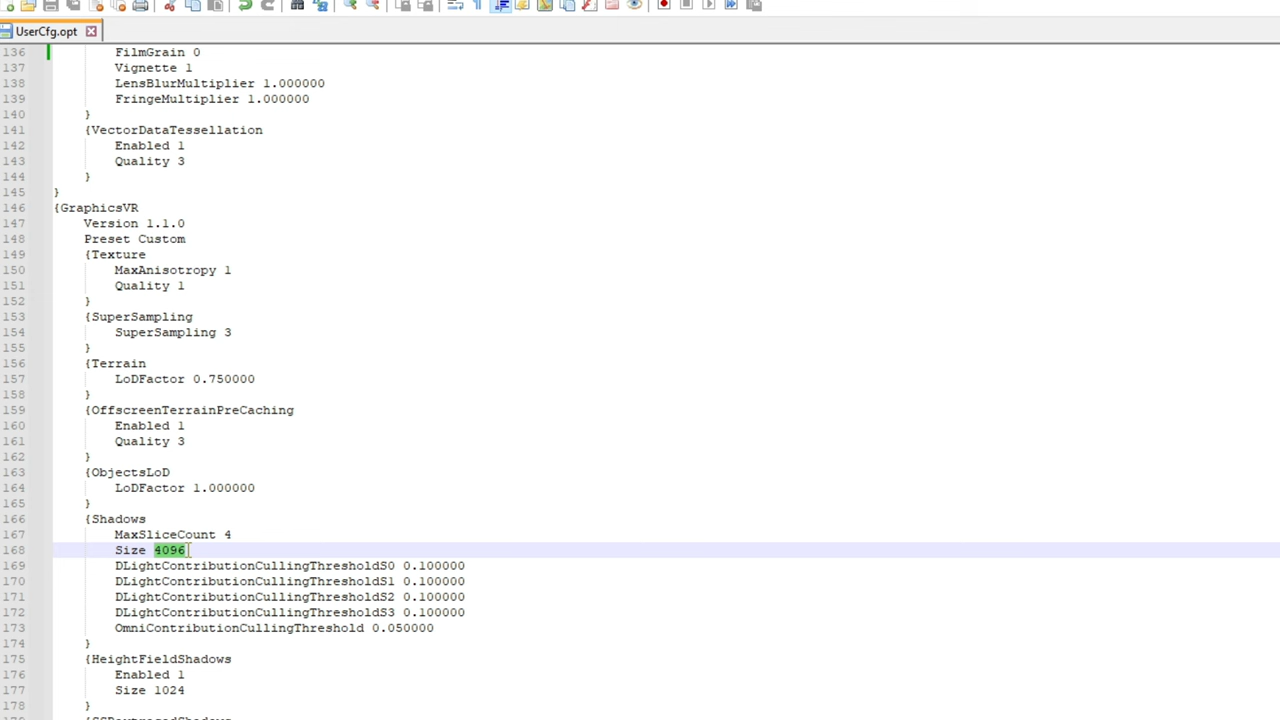 UserCfg.opt
136 FilmGrain 0
137 Vignette 1
138 LensBlurMultiplier 1.000000
139 FringeMultiplier 1.000000
140 }
141 {VectorDataTessellation
142 Enabled 1
143 Quality 3
144 }
145 }
146 {GraphicsVR
147 Version 1.1.0
148 Preset Custom
149 {Texture
150 MaxAnisotropy 1
151 Quality 1
152 }
153 {SuperSampling
154 SuperSampling 3
155 }
156 {Terrain
157 LoDFactor 0.750000
158 }
159 {OffscreenTerrainPreCaching
160 Enabled 1
161 Quality 3
162 }
163 {ObjectsLoD
164 LoDFactor 1.000000
165 }
166 {Shadows
167 MaxSliceCount 4
168 Size 4096
169 DLightContributionCullingThresholdS0 0.100000
170 DLightContributionCullingThresholdS1 0.100000
171 DLightContributionCullingThresholdS2 0.100000
172 DLightContributionCullingThresholdS3 0.100000
173 OmniContributionCullingThreshold 0.050000
174 }
175 {HeightFieldShadows
176 Enabled 1
177 Size 1024
178 }